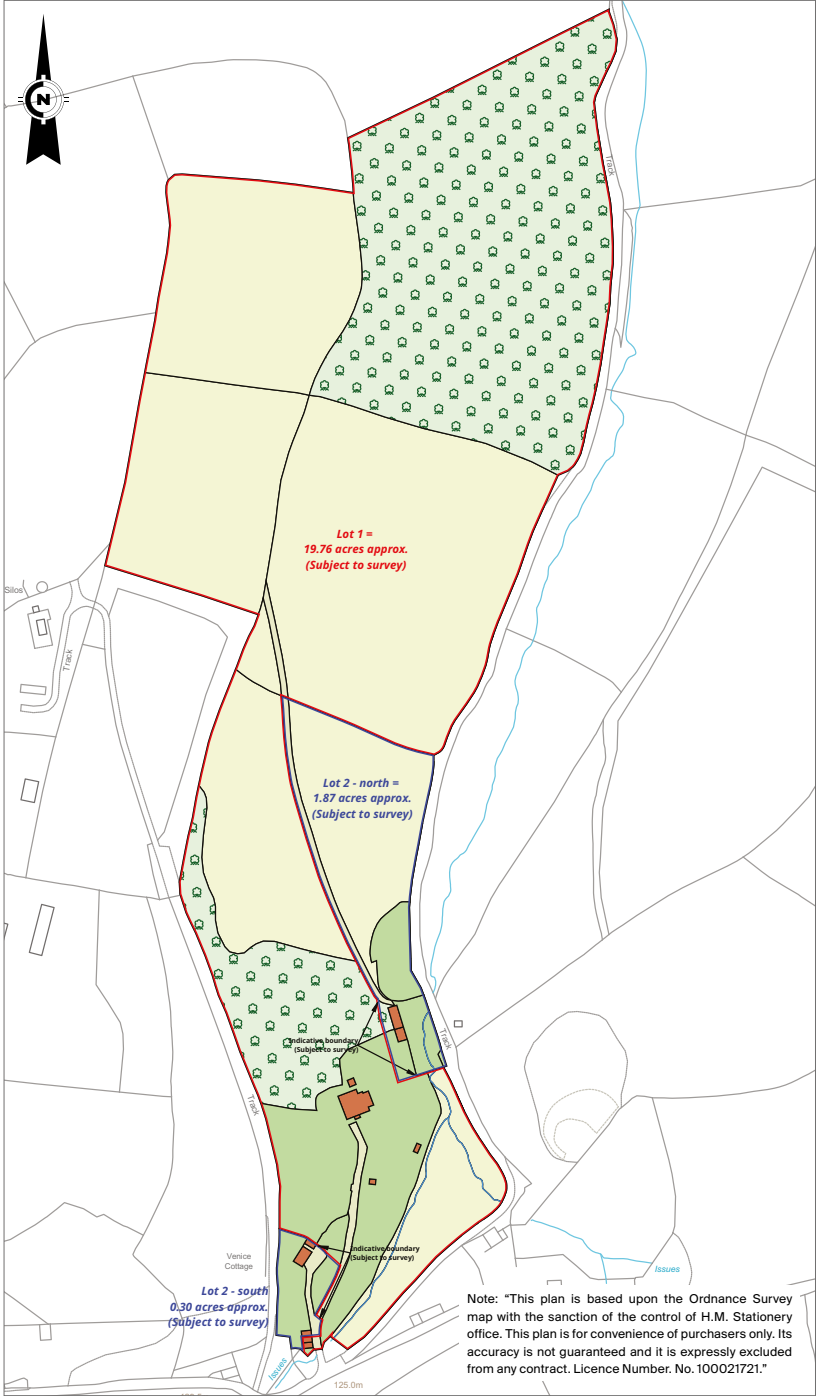 N
Track
Lot 1 =
19.76 acres approx.
(Subject to survey)
Silos
Track
Lot 2 - north =
1.87 acres approx.
(Subject to survey)
Indicative boundary
(Subject to survey)
Track
Track
Indicative boundary
(Subject to survey)
Venice
Cottage
Issues
Lot 2 - south
0.30 acres approx.
(Subject to survey)
Note: “This plan is based upon the Ordnance Survey
map with the sanction of the control of H.M. Stationery
office. This plan is for convenience of purchasers only. Its
accuracy is not guaranteed and it is expressly excluded
from any contract. Licence Number. No. 100021721.”
Issues
125.0m